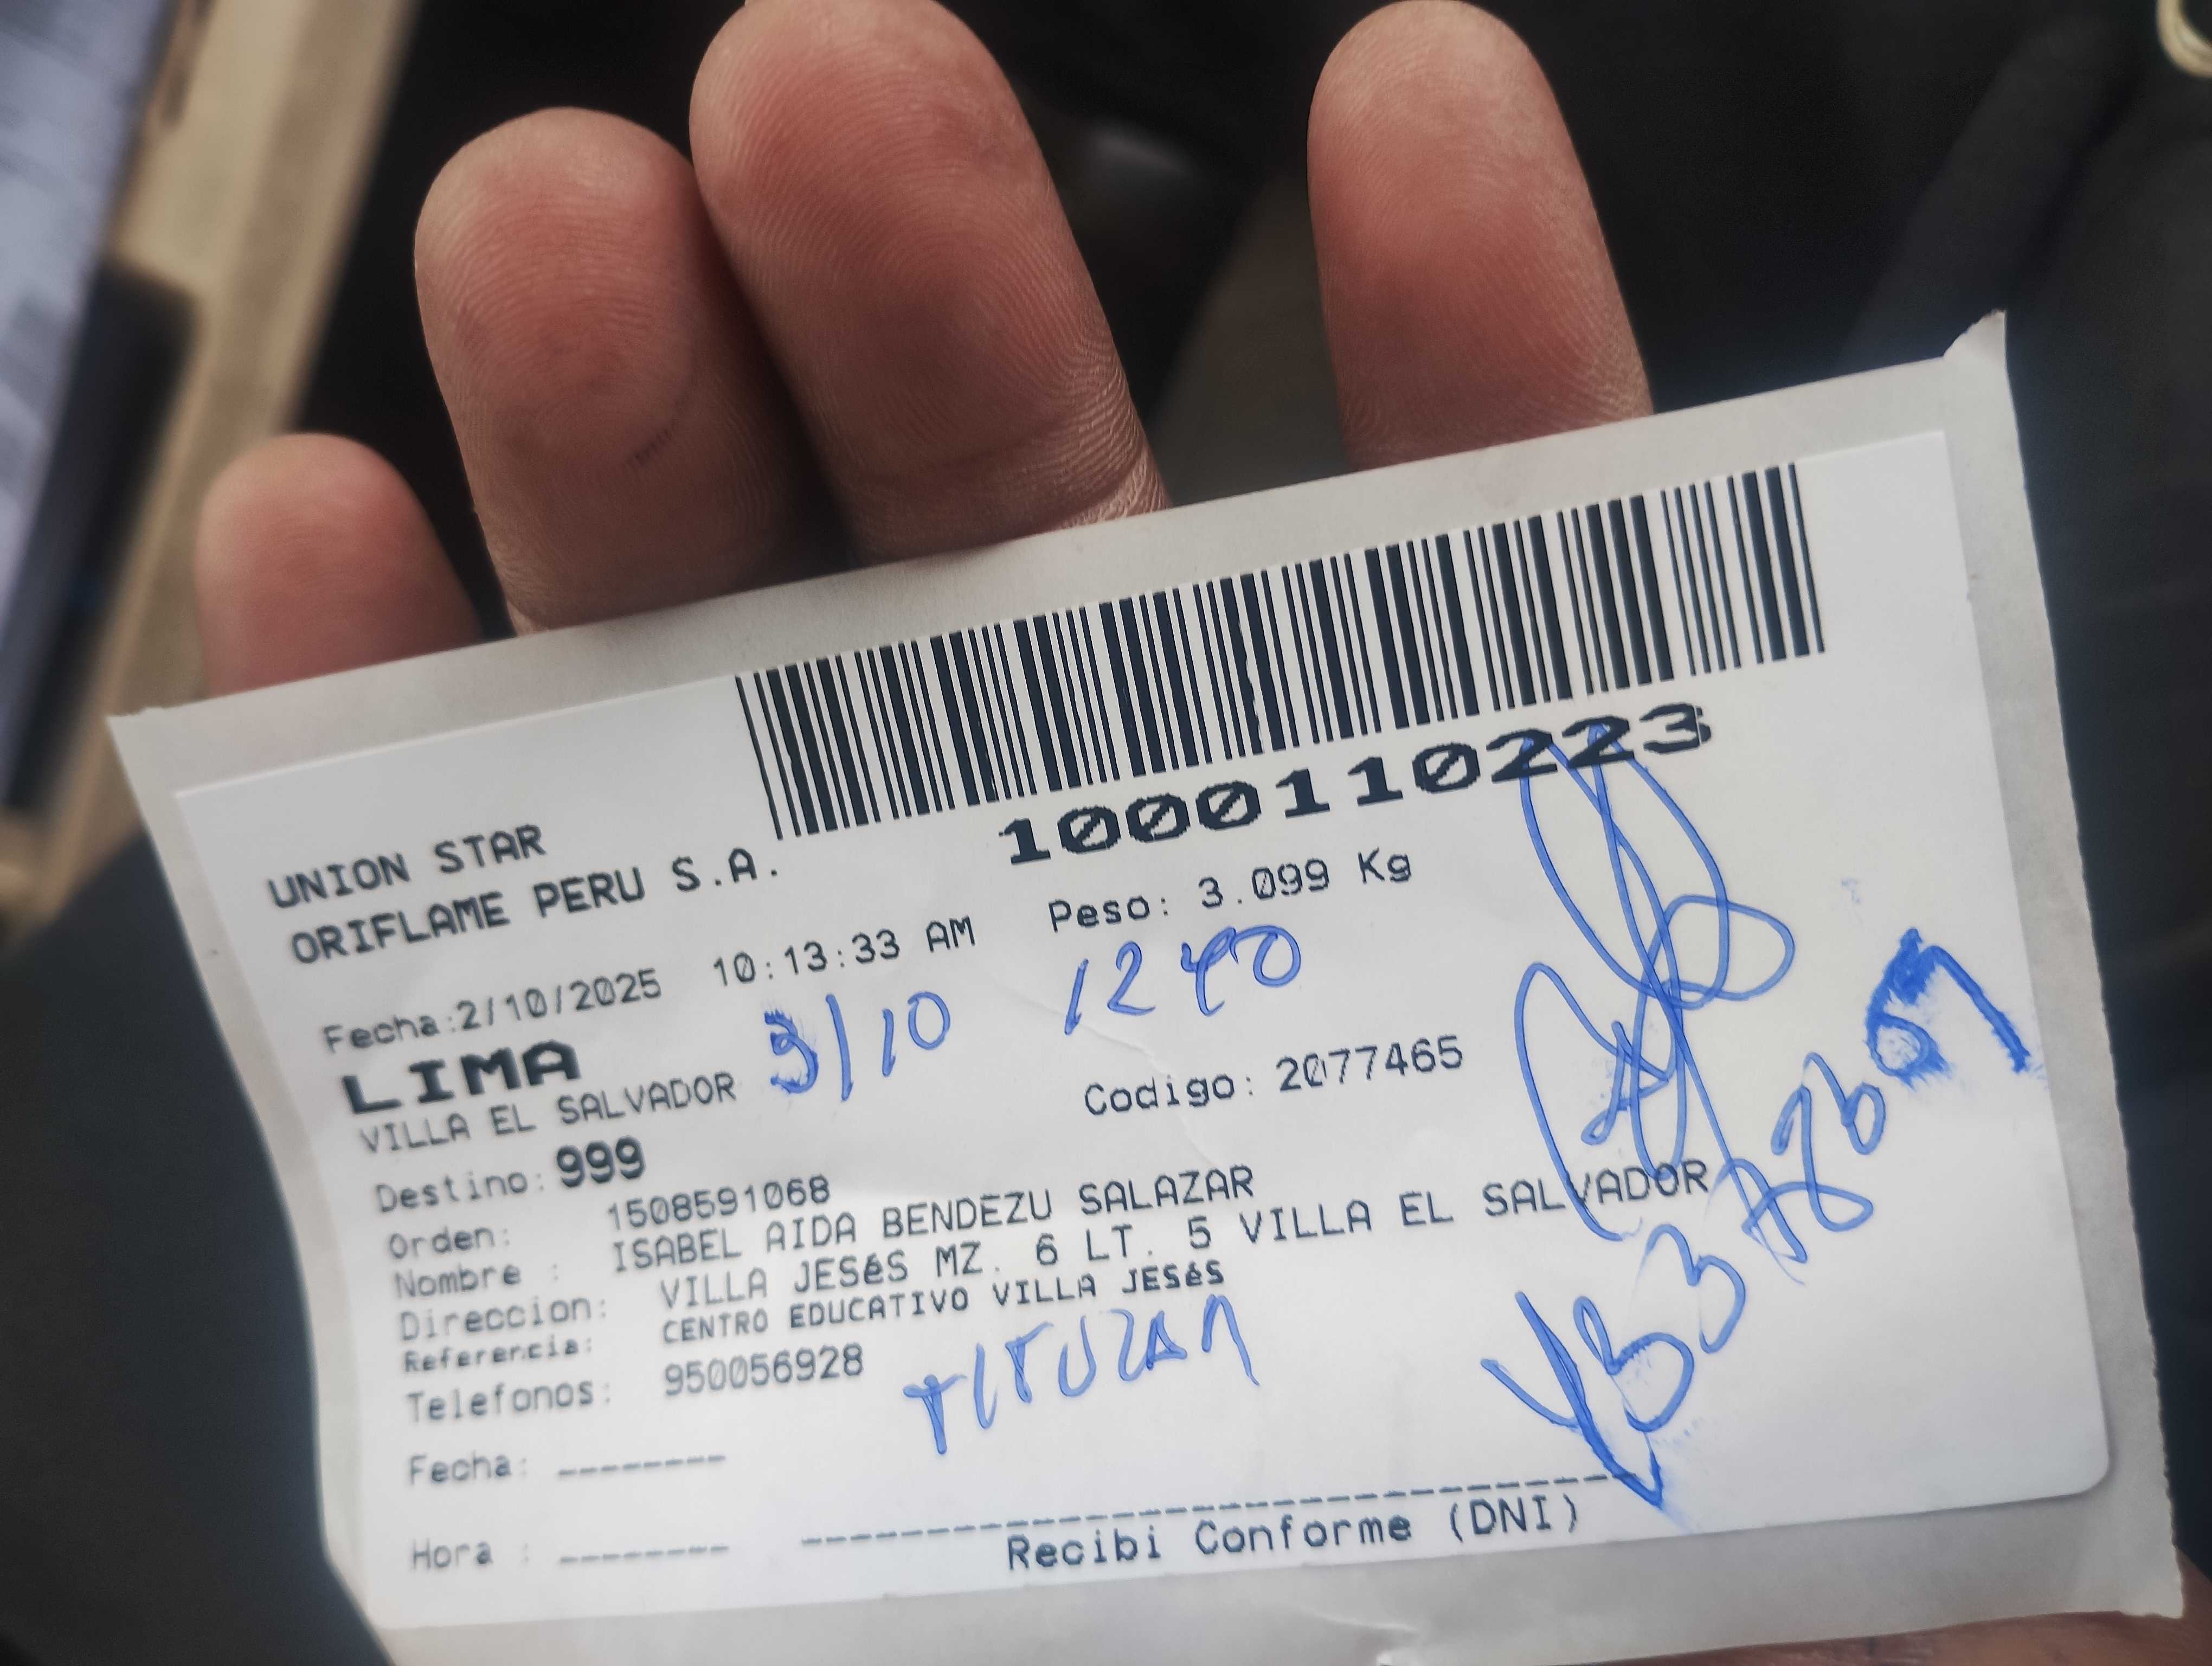 1000110223
UNION STAR
ORIFLAME PERU S.A.
Fecha:2/10/2025 10:13:33 AM Peso: 3.099 Kg
3/10 1240
LIMA
VILLA EL SALVADOR
Codigo: 2077465
Destino: 999
Orden: 1508591068
Nombre : ISABEL AIDA BENDEZU SALAZAR
Direccion: VILLA JESéS MZ. 6 LT. 5 VILLA EL SALVADOR
Referencia: CENTRO EDUCATIVO VILLA JESéS
Telefonos: 950056928
Fecha: --------
Hora : --------
Recibi Conforme (DNI)